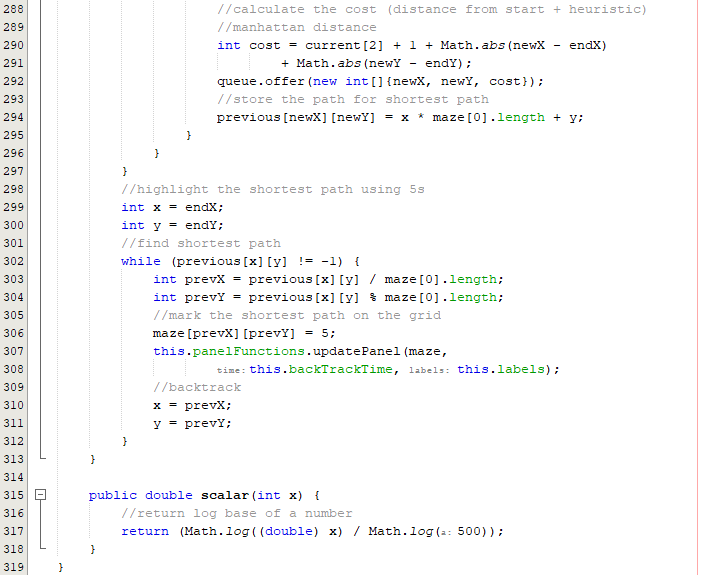 288 //calculate the cost (distance from start + heuristic)
289 //manhattan distance
290 int cost = current[2] + 1 + Math.abs(newX - endX)
291 + Math.abs(newY - endY);
292 queue.offer(new int[]{newX, newY, cost});
293 //store the path for shortest path
294 previous[newX][newY] = x * maze[0].length + y;
295 }
296 }
297 }
298 //highlight the shortest path using 5s
299 int x = endX;
300 int y = endY;
301 //find shortest path
302 while (previous[x][y] != -1) {
303 int prevX = previous[x][y] / maze[0].length;
304 int prevY = previous[x][y] % maze[0].length;
305 //mark the shortest path on the grid
306 maze[prevX][prevY] = 5;
307 this.panelFunctions.updatePanel(maze,
308 time: this.backTrackTime, labels: this.labels);
309 //backtrack
310 x = prevX;
311 y = prevY;
312 }
313 }
314
315 public double scalar(int x) {
316 //return log base of a number
317 return (Math.log((double) x) / Math.log(a: 500));
318 }
319 }